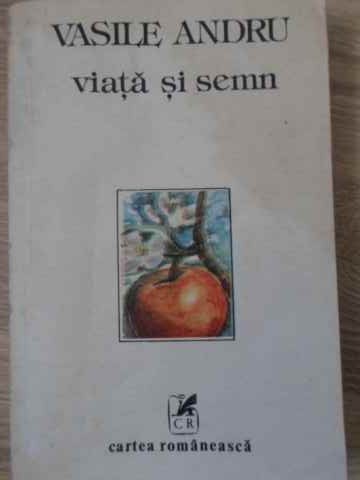 VASILE ANDRU
viață și semn
CR
cartea românească